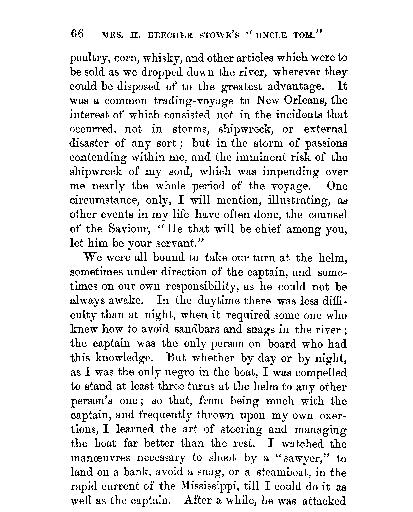 66 MRS. H. BEECHER STOWE'S "UNCLE TOM."
poultry, corn, whisky, and other articles which were to
be sold as we dropped down the river, wherever they
could be disposed of to the greatest advantage. It
was a common trading-voyage to New Orleans, the
interest of which consisted not in the incidents that
occurred, not in storms, shipwreck, or external
disaster of any sort; but in the storm of passions
contending within me, and the imminent risk of the
shipwreck of my soul, which was impending over
me nearly the whole period of the voyage. One
circumstance, only, I will mention, illustrating, as
other events in my life have often done, the counsel
of the Saviour, "He that will be chief among you,
let him be your servant."
We were all bound to take our turn at the helm,
sometimes under direction of the captain, and some-
times on our own responsibility, as he could not be
always awake. In the daytime there was less diffi-
culty than at night, when it required some one who
knew how to avoid sandbars and snags in the river;
the captain was the only person on board who had
this knowledge. But whether by day or by night,
as I was the only negro in the boat, I was compelled
to stand at least three turns at the helm to any other
person's one; so that, from being much with the
captain, and frequently thrown upon my own exer-
tions, I learned the art of steering and managing
the boat far better than the rest. I watched the
manœuvres necessary to shoot by a "sawyer," to
land on a bank, avoid a snag, or a steamboat, in the
rapid current of the Mississippi, till I could do it as
well as the captain. After a while, he was attacked